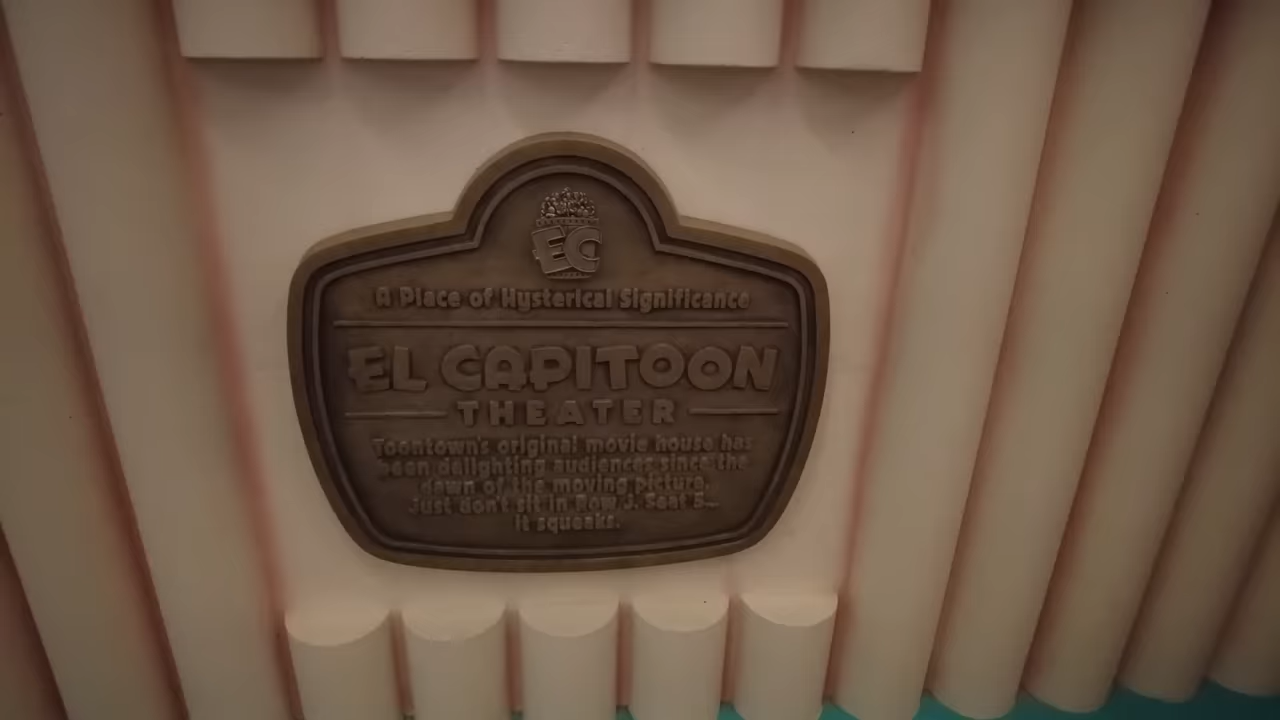 EC
A Place of Hysterical Significance
EL CAPITOON
THEATER
Toontown's original movie house has
been delighting audiences since the
dawn of the moving picture.
Just don't sit in Row J. Seat 5...
it squeaks.